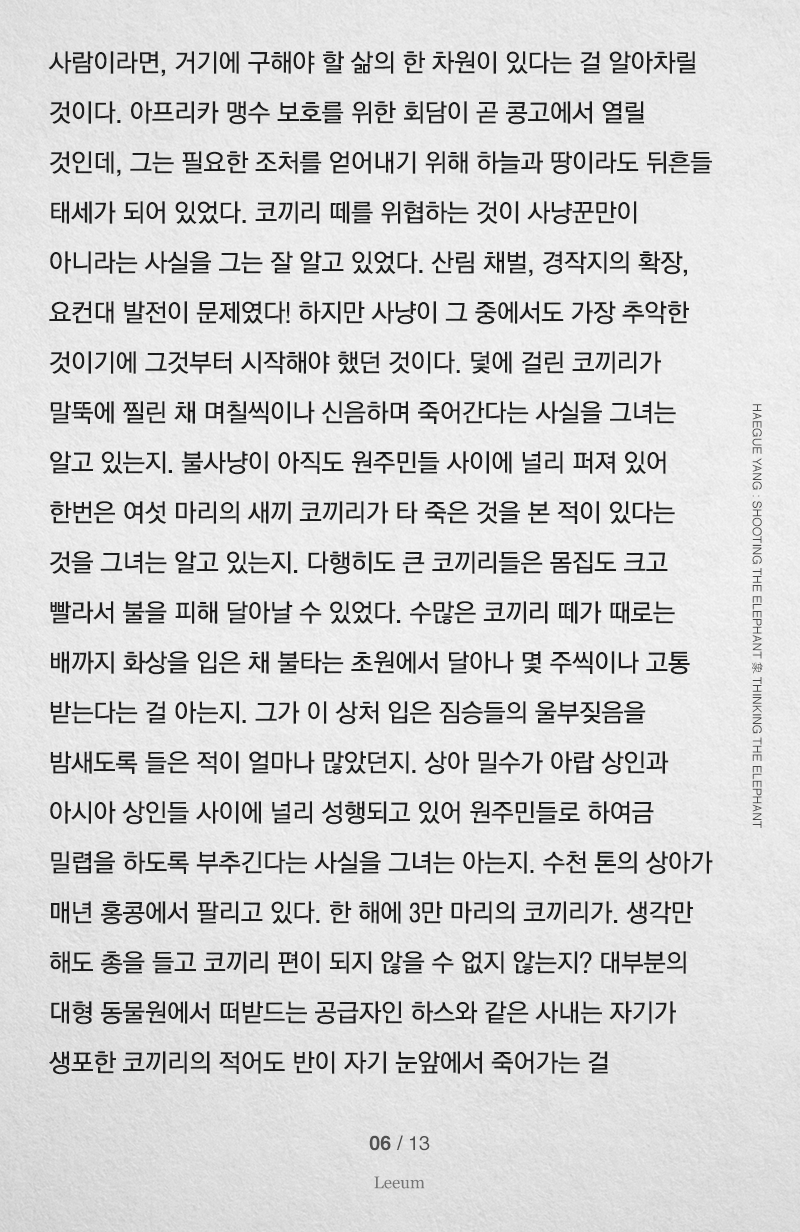 사람이라면, 거기에 구해야 할 삶의 한 차원이 있다는 걸 알아차릴
것이다. 아프리카 맹수 보호를 위한 회담이 곧 콩고에서 열릴
것인데, 그는 필요한 조처를 얻어내기 위해 하늘과 땅이라도 뒤흔들
태세가 되어 있었다. 코끼리 떼를 위협하는 것이 사냥꾼만이
아니라는 사실을 그는 잘 알고 있었다. 산림 채벌, 경작지의 확장,
요컨대 발전이 문제였다! 하지만 사냥이 그 중에서도 가장 추악한
것이기에 그것부터 시작해야 했던 것이다. 덫에 걸린 코끼리가
말뚝에 찔린 채 며칠씩이나 신음하며 죽어간다는 사실을 그녀는
알고 있는지. 불사냥이 아직도 원주민들 사이에 널리 퍼져 있어
한번은 여섯 마리의 새끼 코끼리가 타 죽은 것을 본 적이 있다는
것을 그녀는 알고 있는지. 다행히도 큰 코끼리들은 몸집도 크고
빨라서 불을 피해 달아날 수 있었다. 수많은 코끼리 떼가 때로는
배까지 화상을 입은 채 불타는 초원에서 달아나 몇 주씩이나 고통
받는다는 걸 아는지. 그가 이 상처 입은 짐승들의 울부짖음을
밤새도록 들은 적이 얼마나 많았던지. 상아 밀수가 아랍 상인과
아시아 상인들 사이에 널리 성행되고 있어 원주민들로 하여금
밀렵을 하도록 부추긴다는 사실을 그녀는 아는지. 수천 톤의 상아가
매년 홍콩에서 팔리고 있다. 한 해에 3만 마리의 코끼리가. 생각만
해도 총을 들고 코끼리 편이 되지 않을 수 없지 않는지? 대부분의
대형 동물원에서 떠받드는 공급자인 하스와 같은 사내는 자기가
생포한 코끼리의 적어도 반이 자기 눈앞에서 죽어가는 걸
HAEGUE YANG : SHOOTING THE ELEPHANT 象 THINKING THE ELEPHANT
06 / 13
Leeum